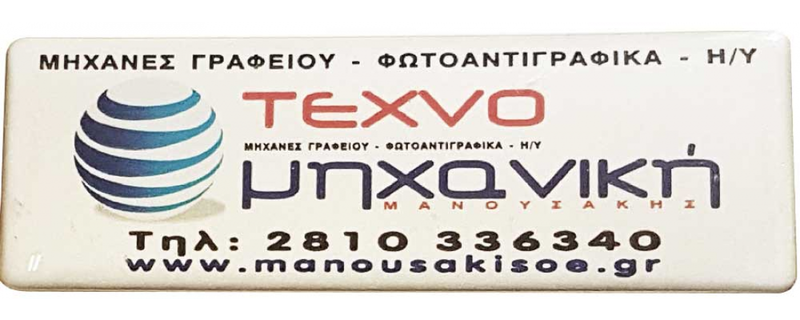 ΜΗΧΑΝΕΣ ΓΡΑΦΕΙΟΥ - ΦΩΤΟΑΝΤΙΓΡΑΦΙΚΑ - Η/Υ
ΤΕΧΝΟ
ΜΗΧΑΝΕΣ ΓΡΑΦΕΙΟΥ - ΦΩΤΟΑΝΤΙΓΡΑΦΙΚΑ - Η/Υ
μηχανική
ΜΑΝΟΥΣΑΚΗΣ
Τηλ: 2810 336340
www.manousakisoe.gr